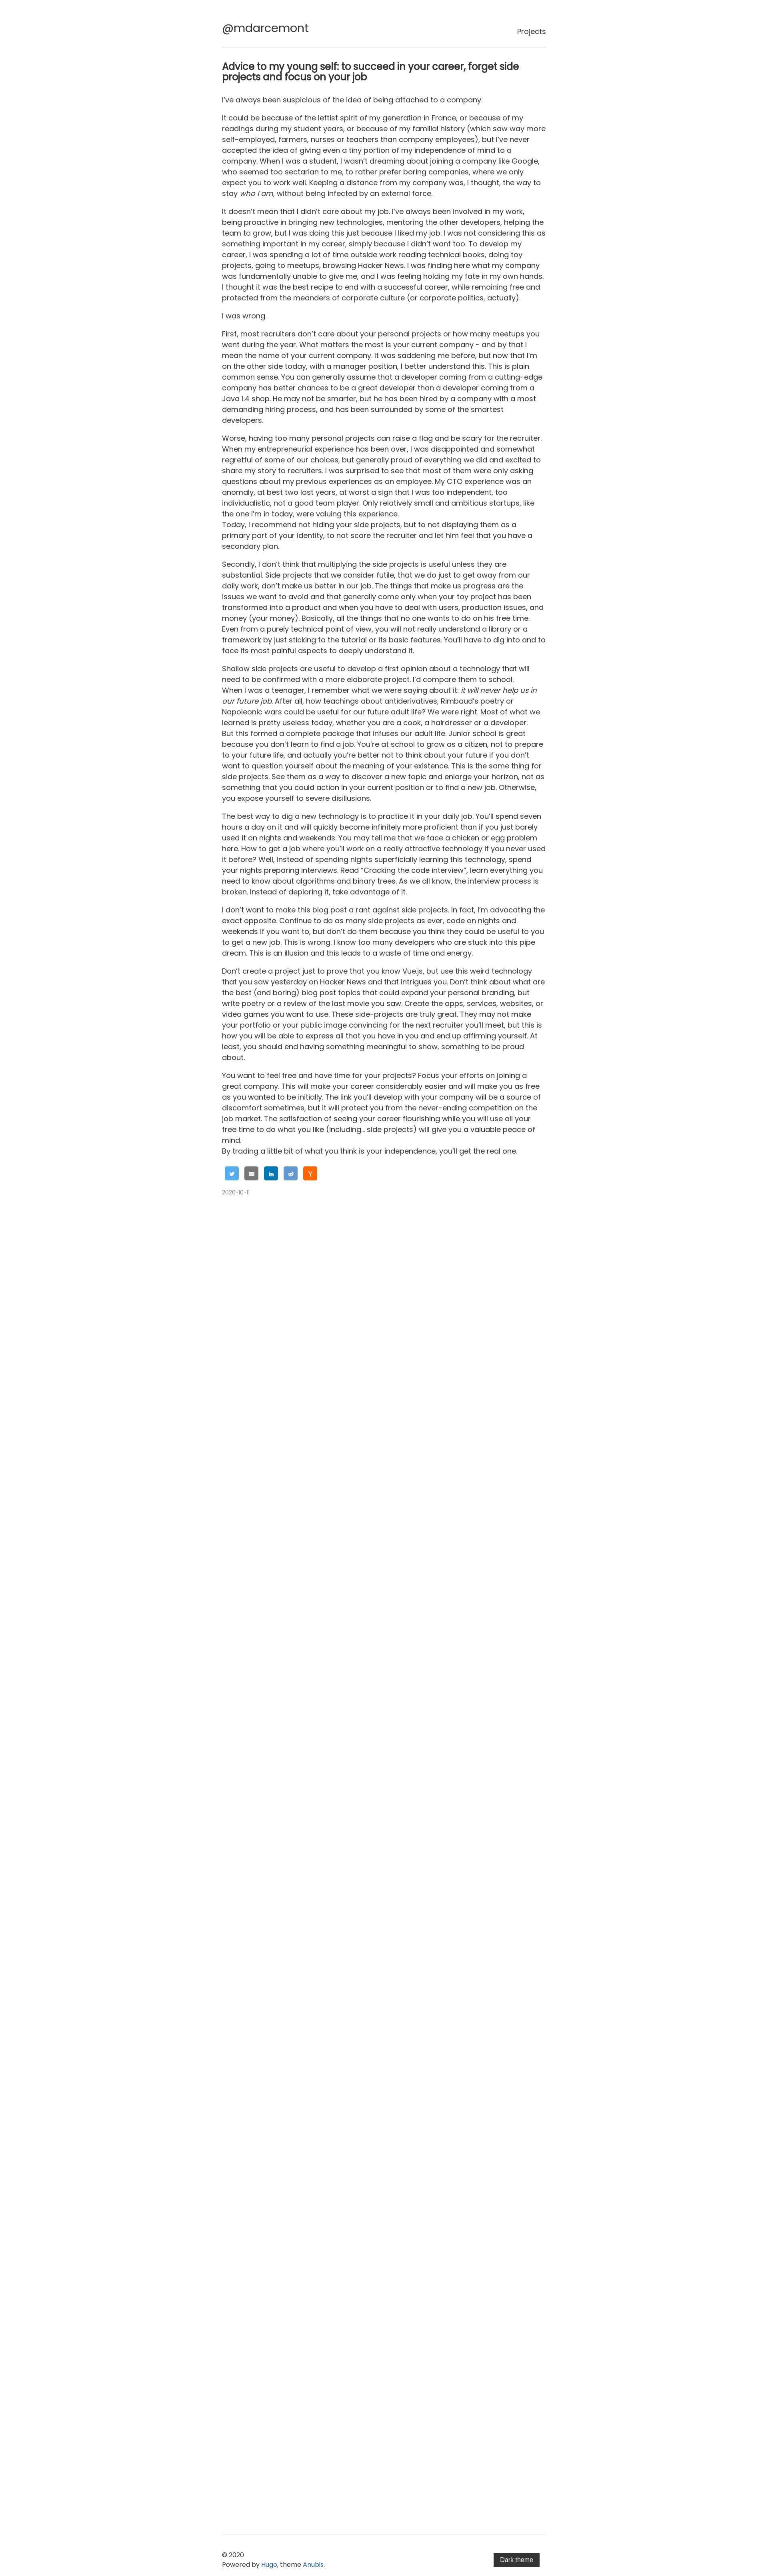 @mdarcemont
Projects
Advice to my young self: to succeed in your career, forget side
projects and focus on your job
I've always been suspicious of the idea of being attached to a company.
It could be because of the leftist spirit of my generation in France, or because of my
readings during my student years, or because of my familial history (which saw way more
self-employed, farmers, nurses or teachers than company employees), but I've never
accepted the idea of giving even a tiny portion of my independence of mind to a
company. When I was a student, I wasn't dreaming about joining a company like Google,
who seemed too sectarian to me, to rather prefer boring companies, where we only
expect you to work well. Keeping a distance from my company was, I thought, the way to
stay who I am, without being infected by an external force.
It doesn't mean that I didn't care about my job. I've always been involved in my work,
being proactive in bringing new technologies, mentoring the other developers, helping the
team to grow, but I was doing this just because I liked my job. I was not considering this as
something important in my career, simply because I didn't want too. To develop my
career, I was spending a lot of time outside work reading technical books, doing toy
projects, going to meetups, browsing Hacker News. I was finding here what my company
was fundamentally unable to give me, and I was feeling holding my fate in my own hands.
I thought it was the best recipe to end with a successful career, while remaining free and
protected from the meanders of corporate culture (or corporate politics, actually).
I was wrong.
First, most recruiters don't care about your personal projects or how many meetups you
went during the year. What matters the most is your current company - and by that I
mean the name of your current company. It was saddening me before, but now that I'm
on the other side today, with a manager position, I better understand this. This is plain
common sense. You can generally assume that a developer coming from a cutting-edge
company has better chances to be a great developer than a developer coming from a
Java 1.4 shop. He may not be smarter, but he has been hired by a company with a most
demanding hiring process, and has been surrounded by some of the smartest
developers.
Worse, having too many personal projects can raise a flag and be scary for the recruiter.
When my entrepreneurial experience has been over, I was disappointed and somewhat
regretful of some of our choices, but generally proud of everything we did and excited to
share my story to recruiters. I was surprised to see that most of them were only asking
questions about my previous experiences as an employee. My CTO experience was an
anomaly, at best two lost years, at worst a sign that I was too independent, too
individualistic, not a good team player. Only relatively small and ambitious startups, like
the one I'm in today, were valuing this experience.
Today, I recommend not hiding your side projects, but to not displaying them as a
primary part of your identity, to not scare the recruiter and let him feel that you have a
secondary plan.
Secondly, I don't think that multiplying the side projects is useful unless they are
substantial. Side projects that we consider futile, that we do just to get away from our
daily work, don't make us better in our job. The things that make us progress are the
issues we want to avoid and that generally come only when your toy project has been
transformed into a product and when you have to deal with users, production issues, and
money (your money). Basically, all the things that no one wants to do on his free time.
Even from a purely technical point of view, you will not really understand a library or a
framework by just sticking to the tutorial or its basic features. You'll have to dig into and to
face its most painful aspects to deeply understand it.
Shallow side projects are useful to develop a first opinion about a technology that will
need to be confirmed with a more elaborate project. I'd compare them to school.
When I was a teenager, I remember what we were saying about it: it will never help us in
our future job. After all, how teachings about antiderivatives, Rimbaud's poetry or
Napoleonic wars could be useful for our future adult life? We were right. Most of what we
learned is pretty useless today, whether you are a cook, a hairdresser or a developer.
But this formed a complete package that infuses our adult life. Junior school is great
because you don't learn to find a job. You're at school to grow as a citizen, not to prepare
to your future life, and actually you're better not to think about your future if you don't
want to question yourself about the meaning of your existence. This is the same thing for
side projects. See them as a way to discover a new topic and enlarge your horizon, not as
something that you could action in your current position or to find a new job. Otherwise,
you expose yourself to severe disillusions.
The best way to dig a new technology is to practice it in your daily job. You'll spend seven
hours a day on it and will quickly become infinitely more proficient than if you just barely
used it on nights and weekends. You may tell me that we face a chicken or egg problem
here. How to get a job where you'll work on a really attractive technology if you never used
it before? Well, instead of spending nights superficially learning this technology, spend
your nights preparing interviews. Read "Cracking the code interview", learn everything you
need to know about algorithms and binary trees. As we all know, the interview process is
broken. Instead of deploring it, take advantage of it.
I don't want to make this blog post a rant against side projects. In fact, I'm advocating the
exact opposite. Continue to do as many side projects as ever, code on nights and
weekends if you want to, but don't do them because you think they could be useful to you
to get a new job. This is wrong. I know too many developers who are stuck into this pipe
dream. This is an illusion and this leads to a waste of time and energy.
Don't create a project just to prove that you know Vue.js, but use this weird technology
that you saw yesterday on Hacker News and that intrigues you. Don't think about what are
the best (and boring) blog post topics that could expand your personal branding, but
write poetry or a review of the last movie you saw. Create the apps, services, websites, or
video games you want to use. These side-projects are truly great. They may not make
your portfolio or your public image convincing for the next recruiter you'll meet, but this is
how you will be able to express all that you have in you and end up affirming yourself. At
least, you should end having something meaningful to show, something to be proud
about.
You want to feel free and have time for your projects? Focus your efforts on joining a
great company. This will make your career considerably easier and will make you as free
as you wanted to be initially. The link you'll develop with your company will be a source of
discomfort sometimes, but it will protect you from the never-ending competition on the
job market. The satisfaction of seeing your career flourishing while you will use all your
free time to do what you like (including... side projects) will give you a valuable peace of
mind.
By trading a little bit of what you think is your independence, you'll get the real one.
2020-10-11
© 2020
Powered by Hugo, theme Anubis.
Dark theme